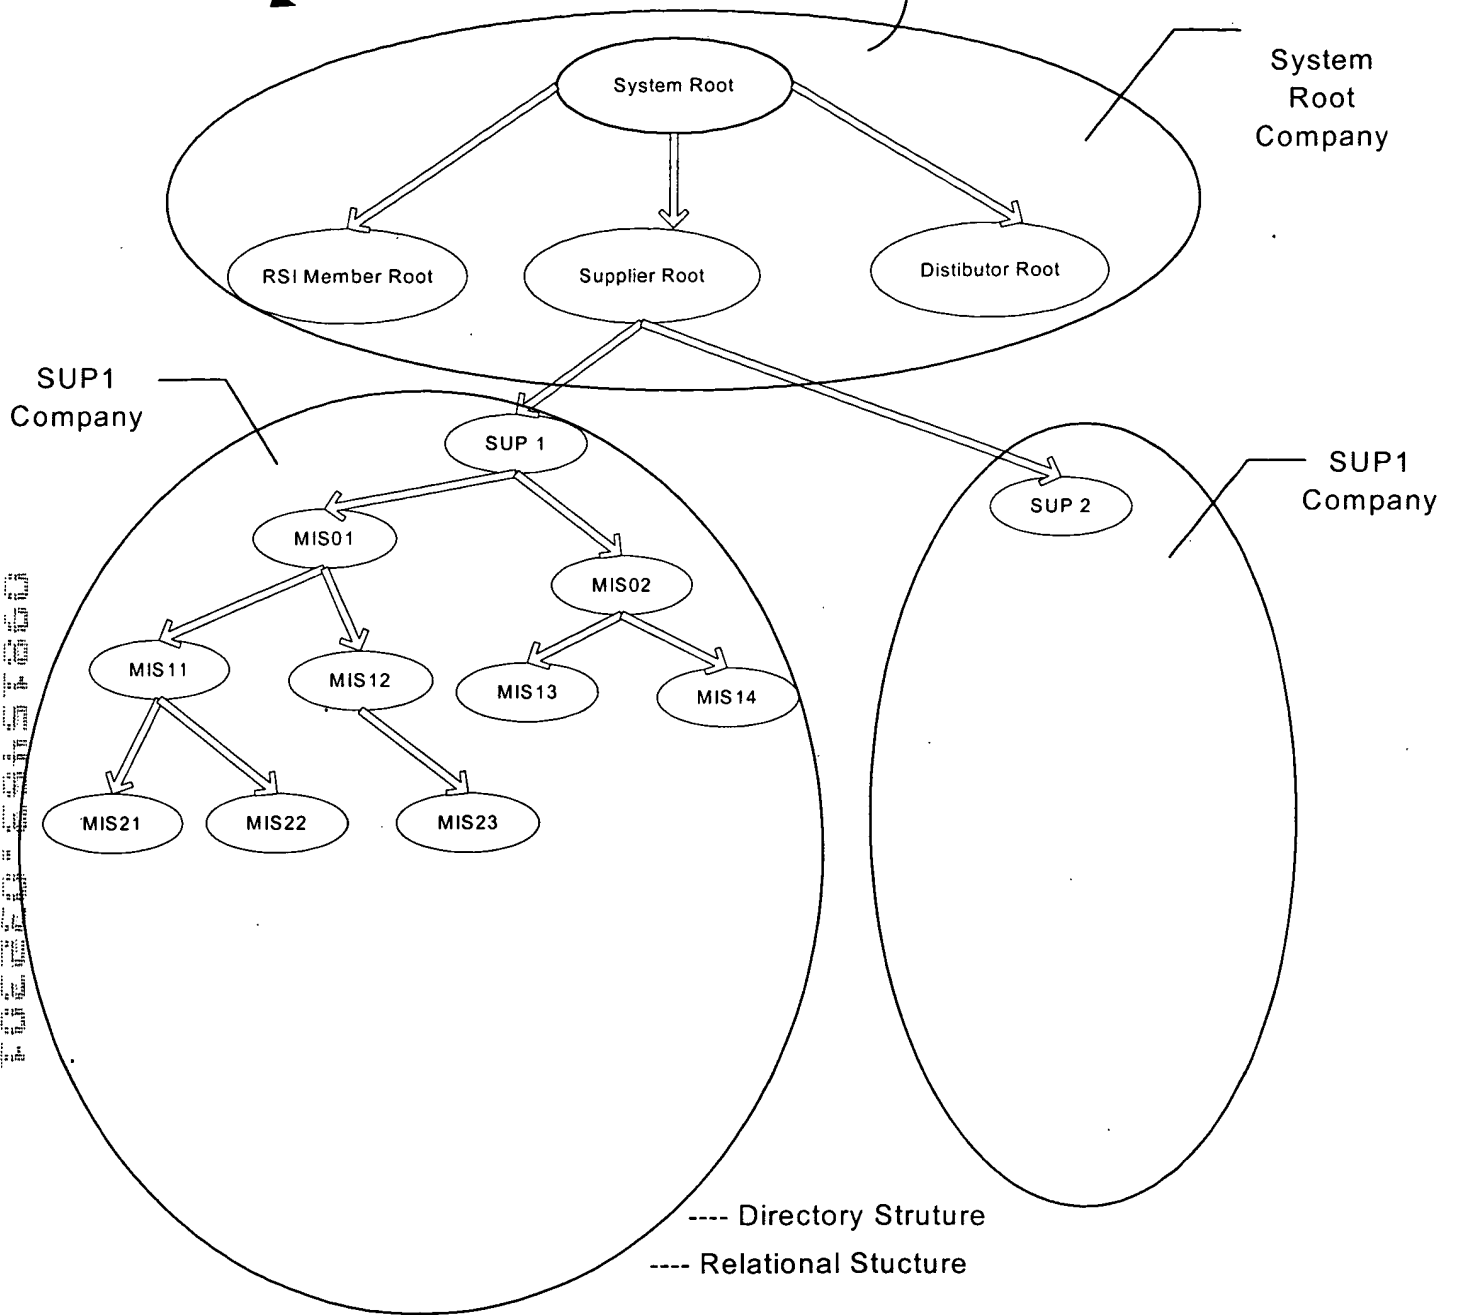 System Root
System
Root
Company
RSI Member Root
Supplier Root
Distibutor Root
SUP1
Company
SUP 1
SUP1
Company
SUP 2
MIS01
MIS02
MIS11
MIS12
MIS13
MIS14
MIS21
MIS22
MIS23
---- Directory Struture
---- Relational Stucture